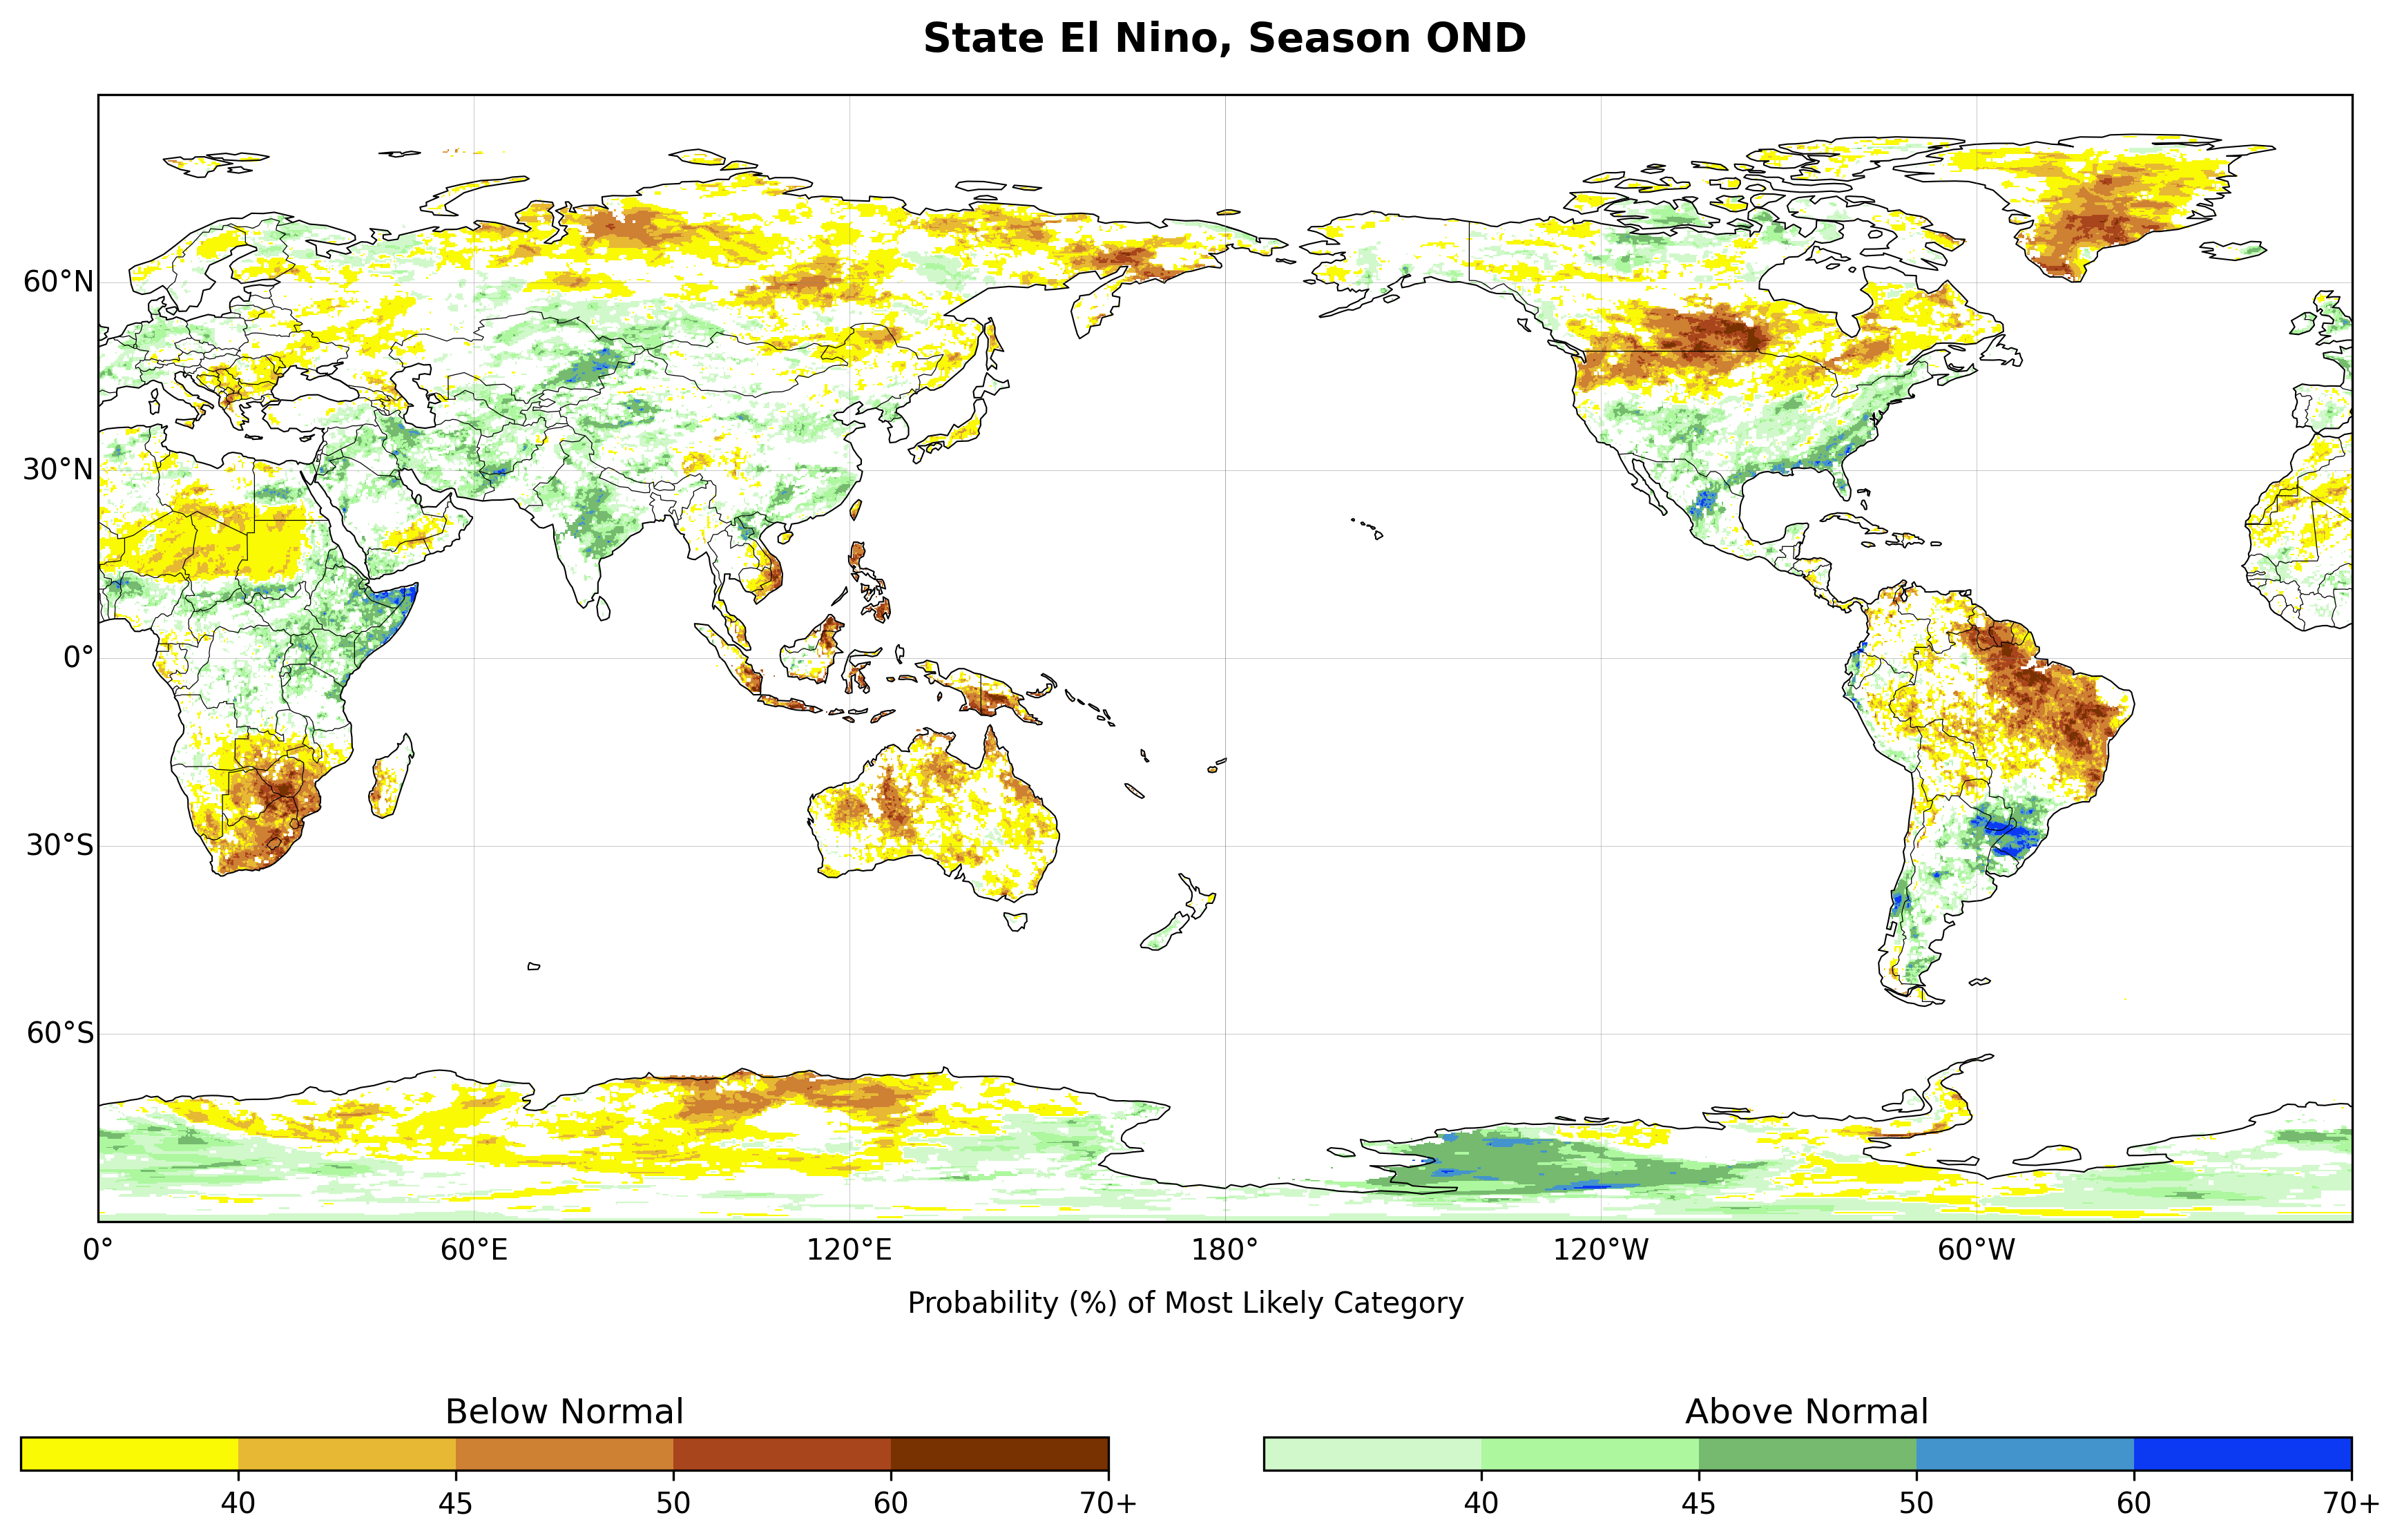 State El Nino, Season OND
60°N
30°N
0°
30°S
60°S
0° 60°E 120°E 180° 120°W 60°W
Probability (%) of Most Likely Category
Below Normal Above Normal
40 45 50 60 70+ 40 45 50 60 70+